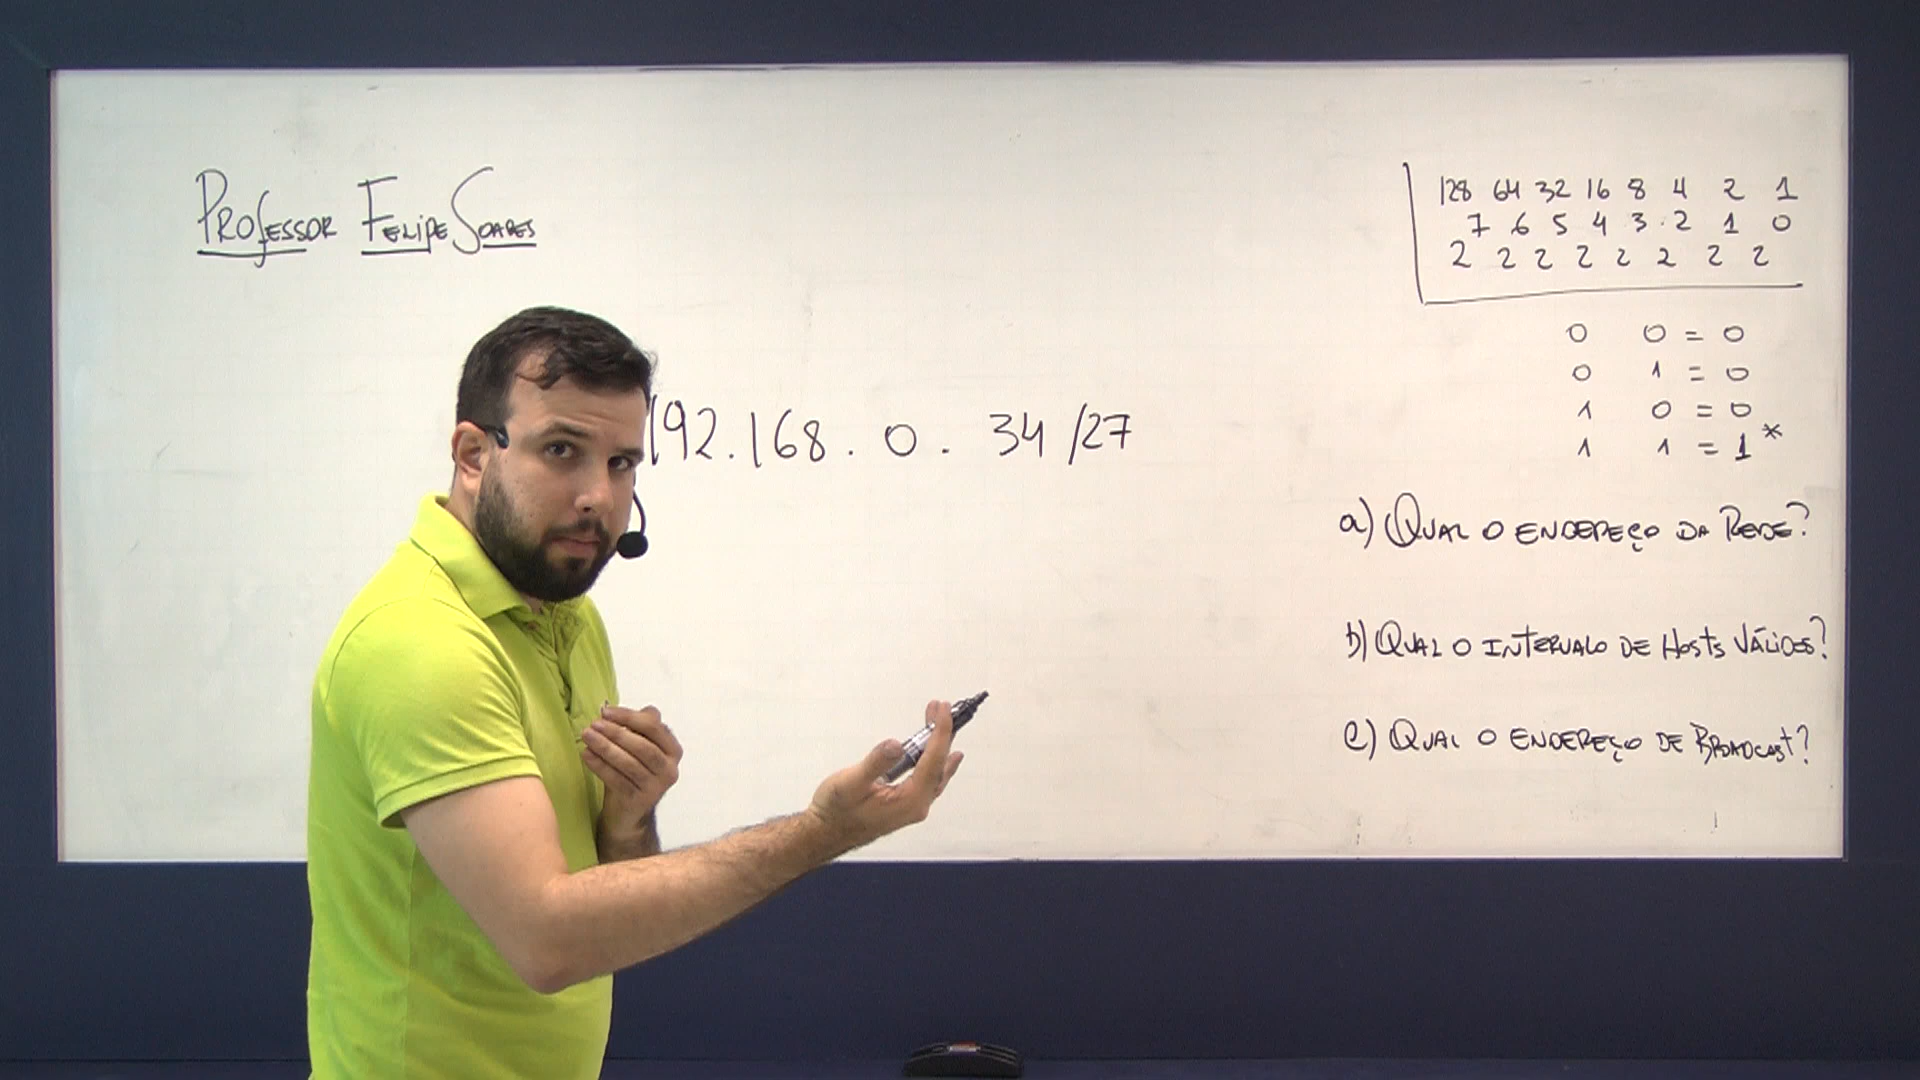 Professor Felipe Soares
128 64 32 16 8 4 2 1
7 6 5 4 3 2 1 0
2 2 2 2 2 2 2 2
0 0 = 0
0 1 = 0
1 0 = 0
1 1 = 1 *
192.168.0.34 /27
a) Qual o endereço da Rede?
b) Qual o intervalo de Hosts Válidos?
c) Qual o endereço de Broadcast?